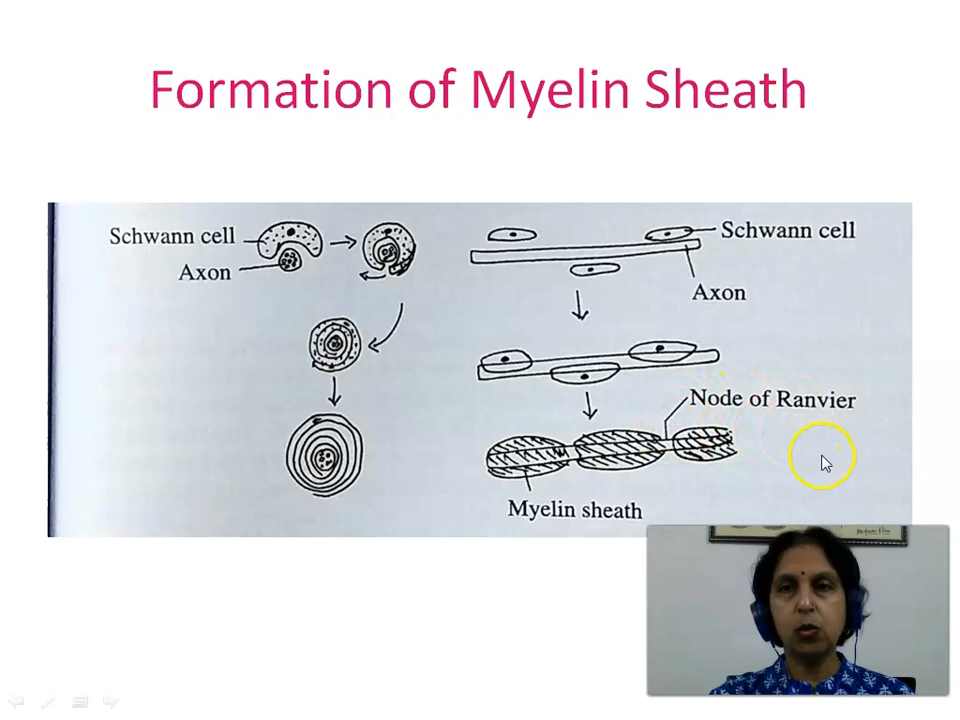 Formation of Myelin Sheath
Schwann cell
Axon
Schwann cell
Axon
Node of Ranvier
Myelin sheath